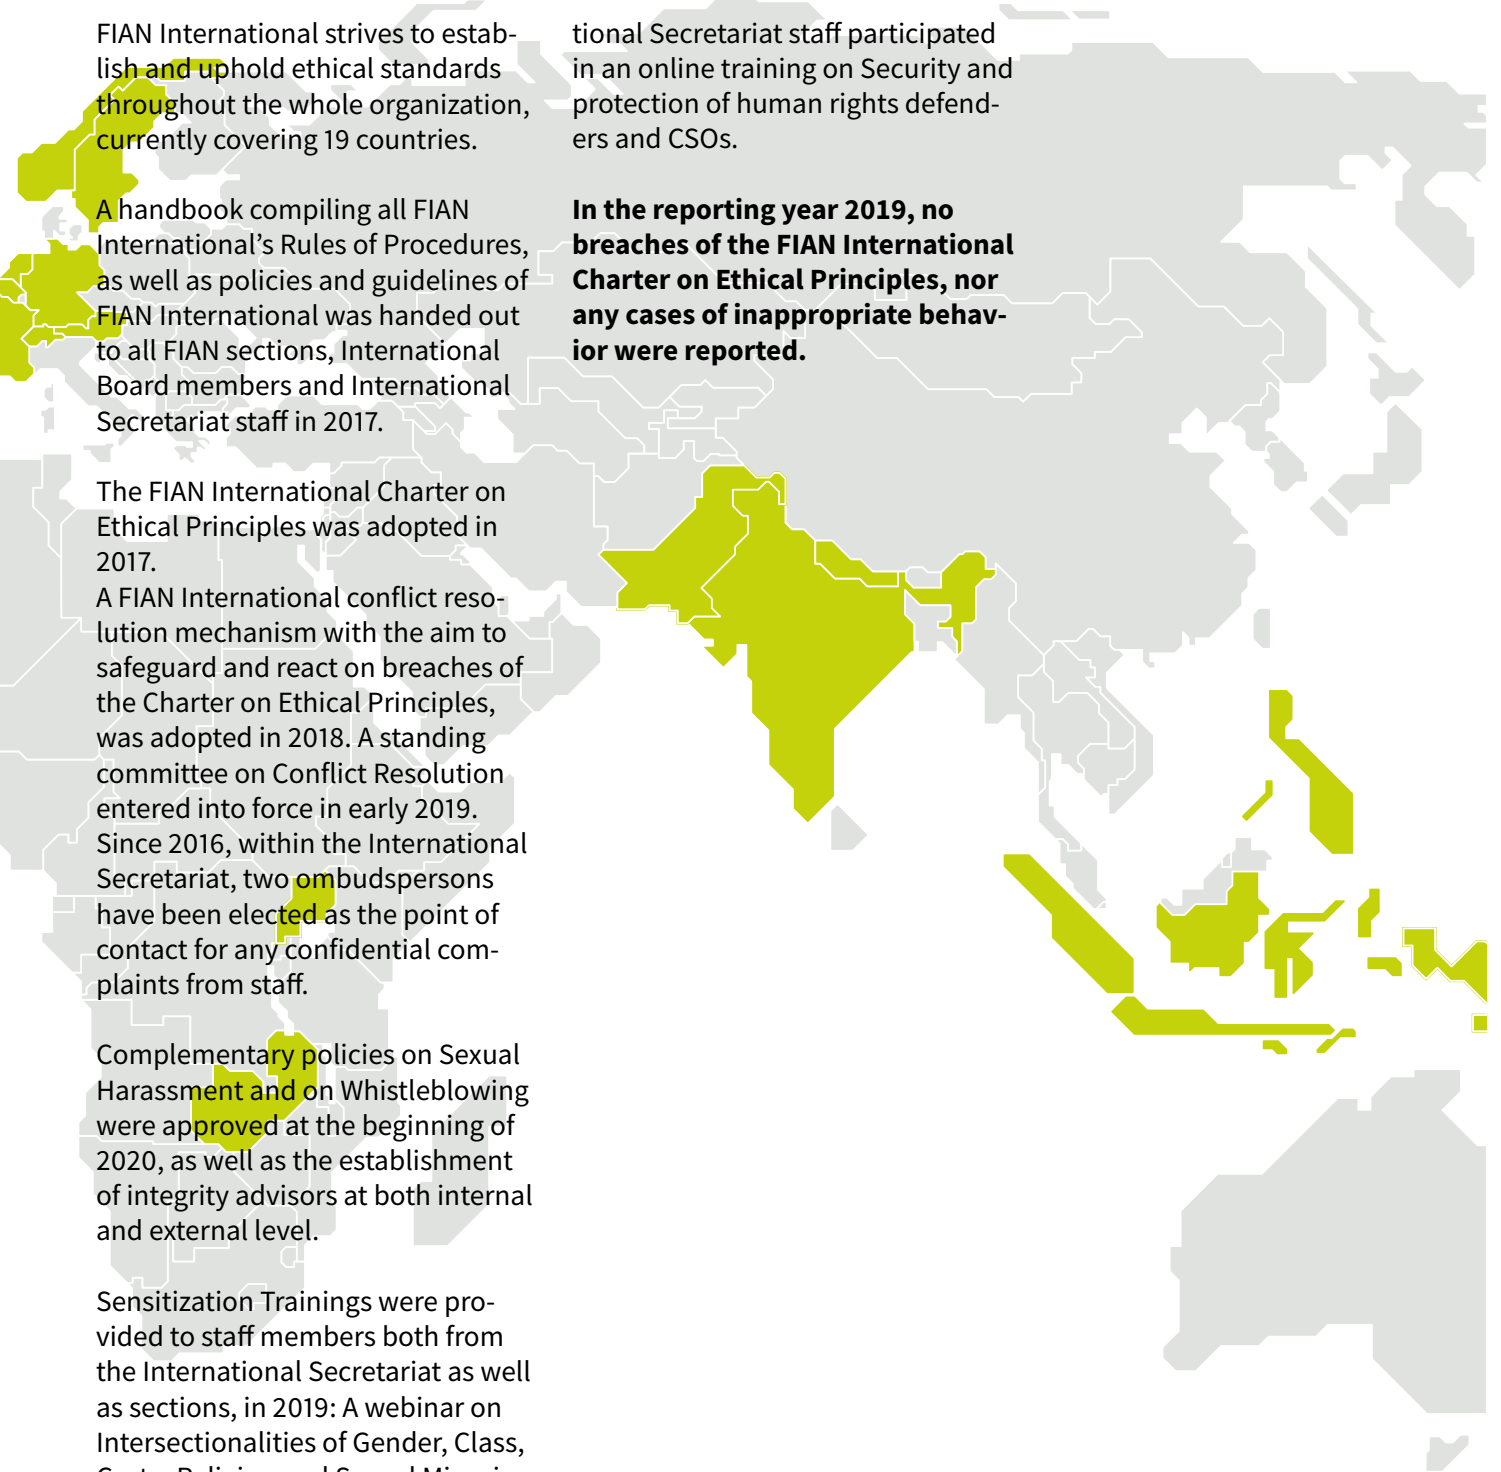 FIAN International strives to estab-
lish and uphold ethical standards
throughout the whole organization,
currently covering 19 countries.
A handbook compiling all FIAN
International's Rules of Procedures,
as well as policies and guidelines of
FIAN International was handed out
to all FIAN sections, International
Board members and International
Secretariat staff in 2017.
The FIAN International Charter on
Ethical Principles was adopted in
2017.
A FIAN International conflict reso-
lution mechanism with the aim to
safeguard and react on breaches of
the Charter on Ethical Principles,
was adopted in 2018. A standing
committee on Conflict Resolution
entered into force in early 2019.
Since 2016, within the International
Secretariat, two ombudspersons
have been elected as the point of
contact for any confidential com-
plaints from staff.
Complementary policies on Sexual
Harassment and on Whistleblowing
were approved at the beginning of
2020, as well as the establishment
of integrity advisors at both internal
and external level.
Sensitization Trainings were pro-
vided to staff members both from
the International Secretariat as well
as sections, in 2019: A webinar on
Intersectionalities of Gender, Class,
tional Secretariat staff participated
in an online training on Security and
protection of human rights defend-
ers and CSOs.
In the reporting year 2019, no
breaches of the FIAN International
Charter on Ethical Principles, nor
any cases of inappropriate behav-
ior were reported.